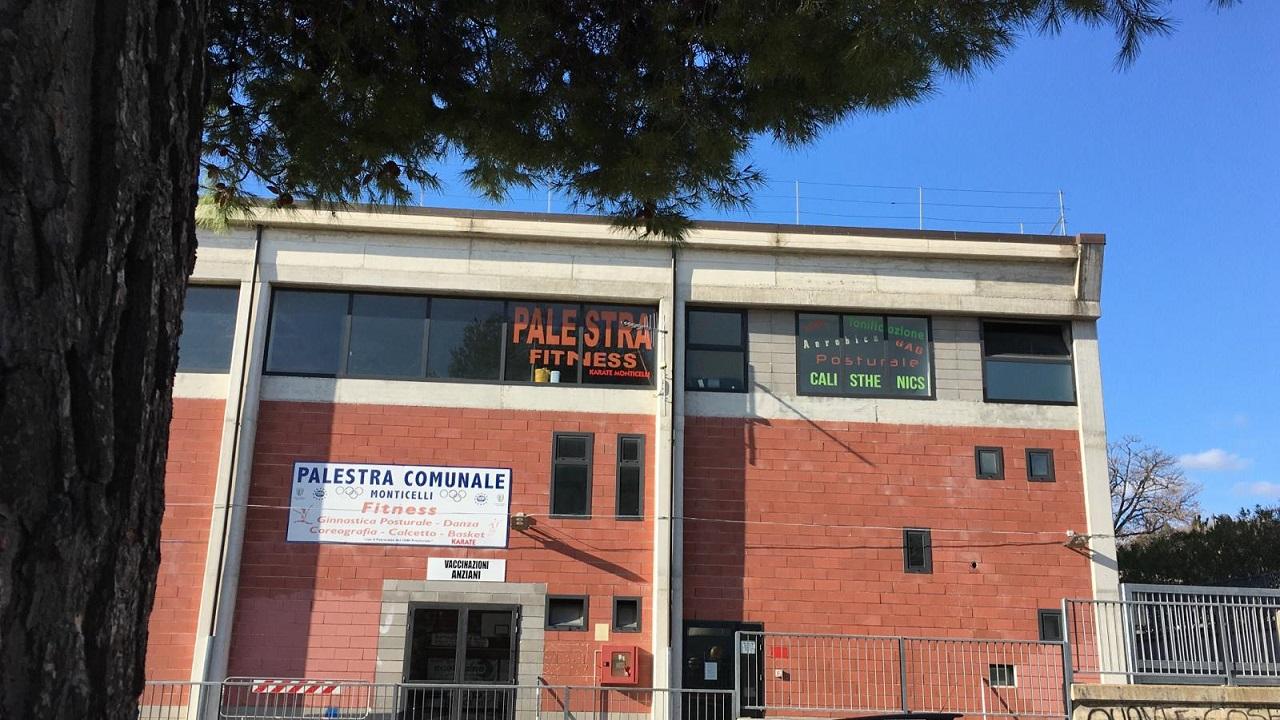 PALESTRA
FITNESS
KARATE MONTICELLI
Tonificazione
Aerobica GAG
Posturale
CALI STHE NICS
PALESTRA COMUNALE
MONTICELLI
Fitness
Ginnastica Posturale - Danza
Coreografia - Calcetto - Basket
KARATE
VACCINAZIONI
ANZIANI